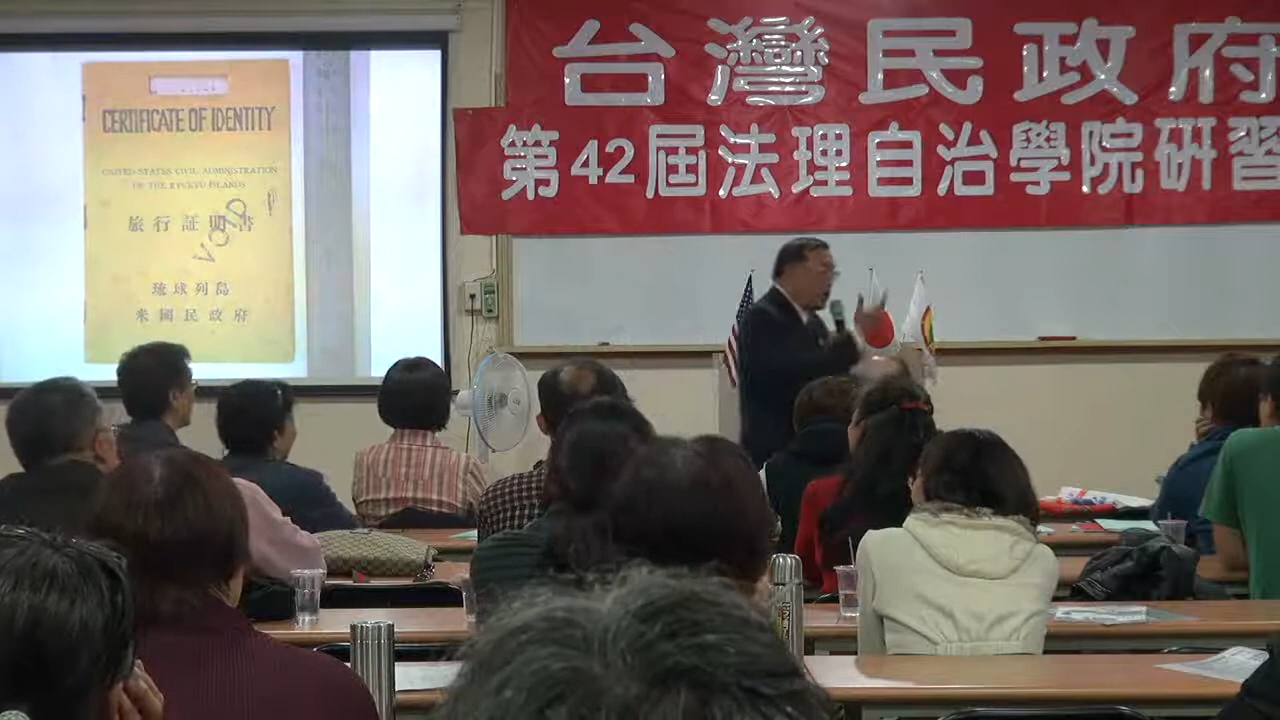 台灣民政府
第42屆法理自治學院研習
CERTIFICATE OF IDENTITY
UNITED STATES CIVIL ADMINISTRATION
OF THE RYUKYU ISLANDS
旅行証明書
VOID
琉球列島
米國民政府